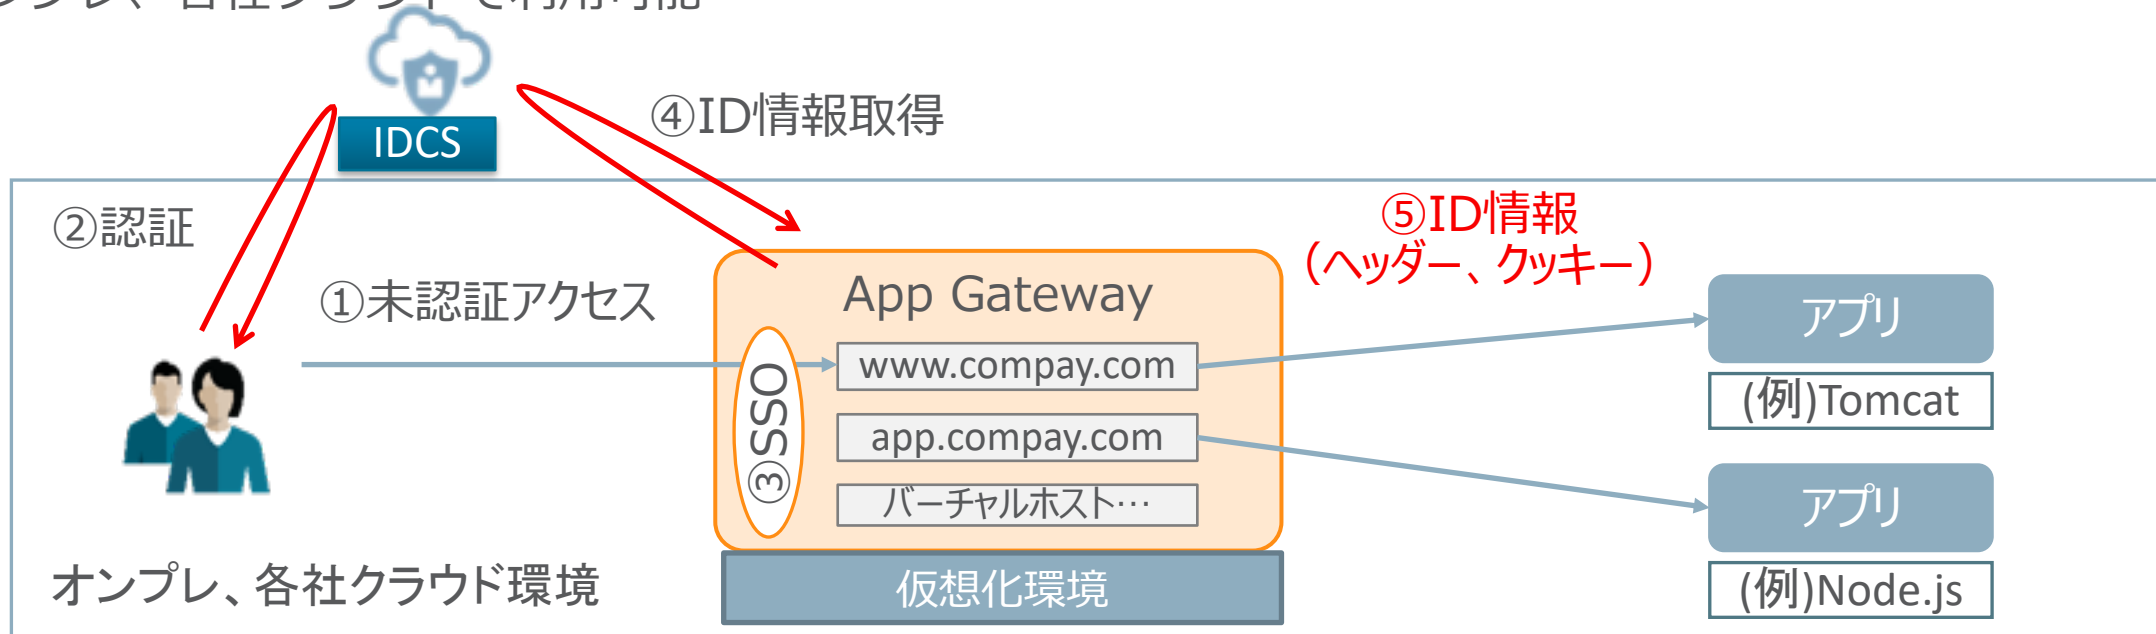 IDCS
④ID情報取得
②認証
①未認証アクセス
⑤ID情報
（ヘッダー、クッキー）
App Gateway
③SSO
www.compay.com
app.compay.com
バーチャルホスト…
仮想化環境
アプリ
(例)Tomcat
アプリ
(例)Node.js
オンプレ、各社クラウド環境